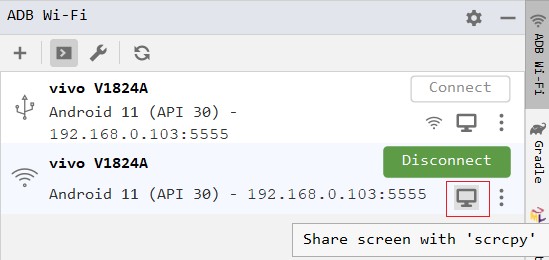 ADB Wi-Fi
vivo V1824A
Connect
Android 11 (API 30) -
192.168.0.103:5555
vivo V1824A
Disconnect
Android 11 (API 30) - 192.168.0.103:5555
Share screen with 'scrcpy'
ADB Wi-Fi
Gradle